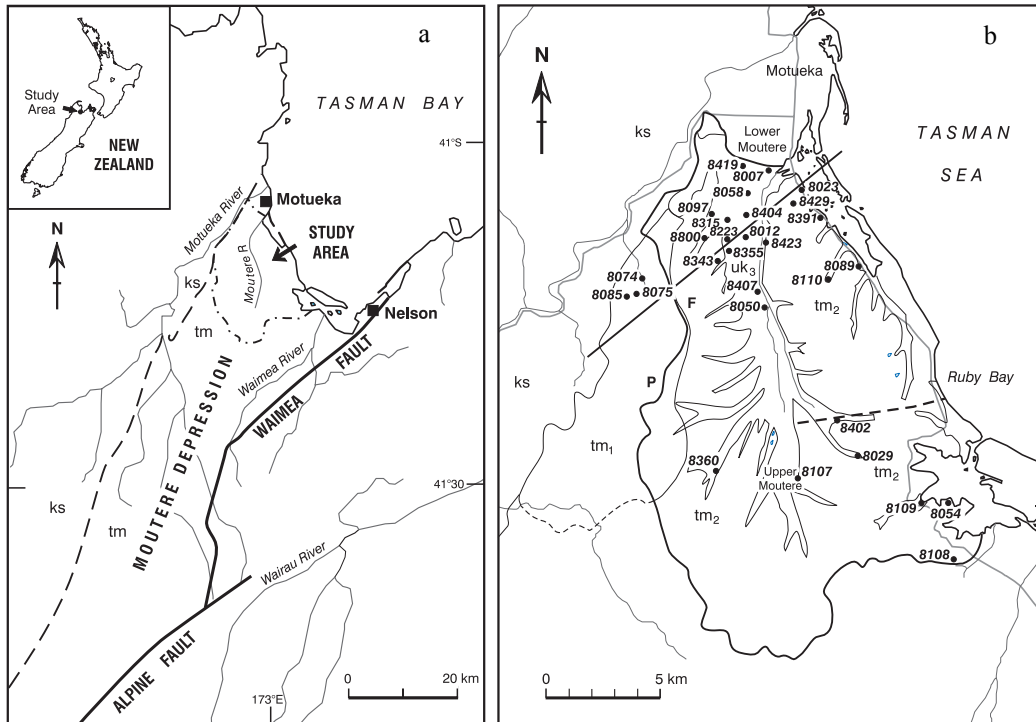 a
Study
Area
NEW
ZEALAND
TASMAN BAY
41°S
N
Motueka River
Motueka
STUDY
AREA
ks
Moutere R
Nelson
tm
Waimea River
WAIMEA FAULT
MOUTERE DEPRESSION
41°30
ks
tm
Wairau River
ALPINE FAULT
173°E
0 20 km
b
N
Motueka
ks
Lower
Moutere
TASMAN
SEA
8419
8007
8058
8023
8429
8097
8404
8391
8315
8223
8012
8800
8423
8355
8343
uk3
8089
8074
8110
8407
8085
8075
tm2
F
8050
ks
P
Ruby Bay
8402
tm1
8360
8107
8029
Upper
Moutere
tm2
tm2
8109
8054
8108
0 5 km